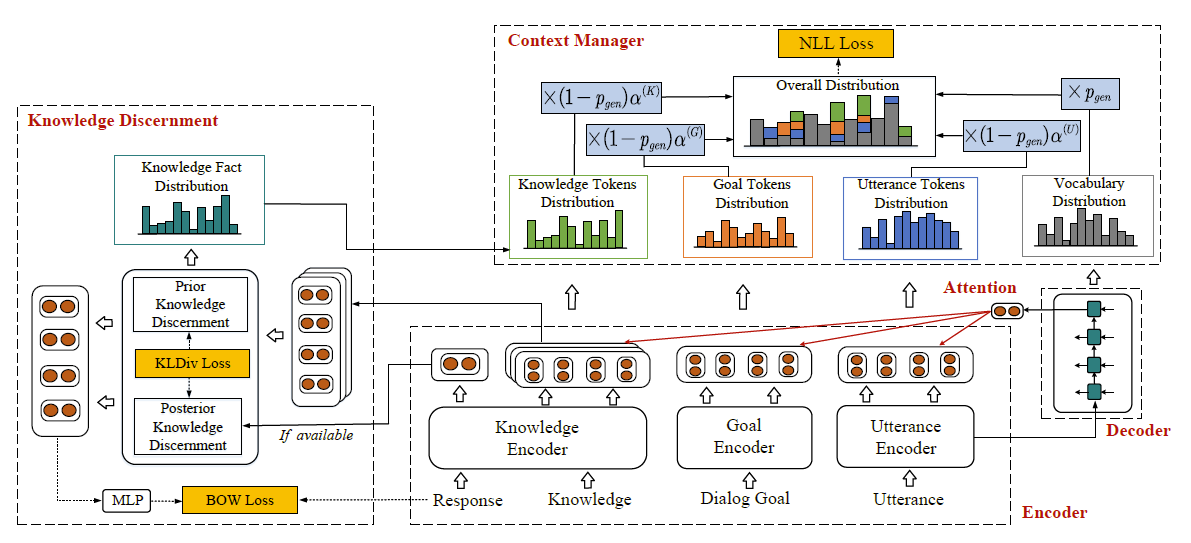 Context Manager
NLL Loss
Overall Distribution
×(1 − p_gen)α^(K)
×(1 − p_gen)α^(G)
× p_gen
×(1 − p_gen)α^(U)
Knowledge Tokens
Distribution
Goal Tokens
Distribution
Utterance Tokens
Distribution
Vocabulary
Distribution
Knowledge Discernment
Knowledge Fact
Distribution
Prior
Knowledge
Discernment
KLDiv Loss
Posterior
Knowledge
Discernment
If available
MLP
BOW Loss
Attention
Decoder
Knowledge
Encoder
Goal
Encoder
Utterance
Encoder
Response
Knowledge
Dialog Goal
Utterance
Encoder